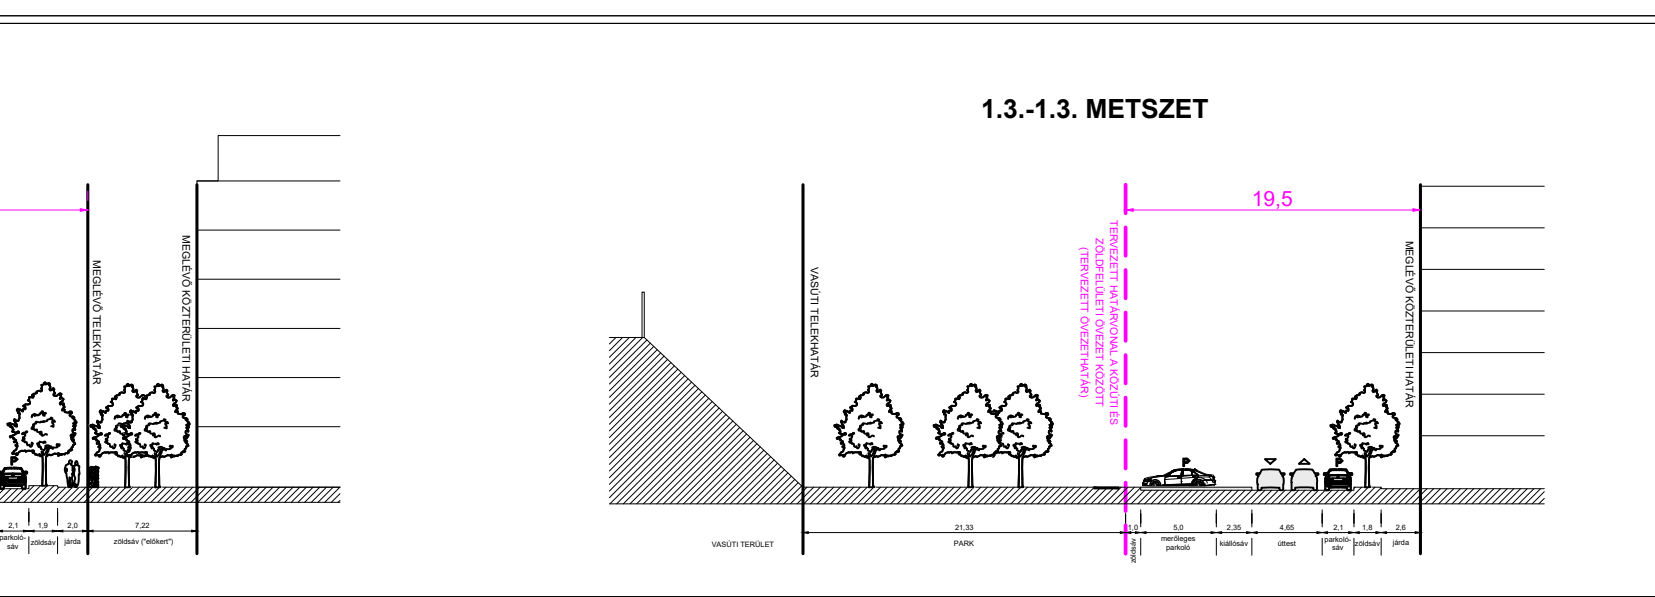 1.3.-1.3. METSZET
MEGLÉVŐ TELEKHATÁR
MEGLÉVŐ KÖZTERÜLETI HATÁR
P
2,1
1,9
2,0
7,22
parkoló-
sáv
zöldsáv
járda
zöldsáv ("előkert")
VASÚTI TELEKHATÁR
TERVEZETT HATÁRVONAL A KÖZÚTI ÉS
ZÖLDFELÜLETI ÖVEZET KÖZÖTT
(TERVEZETT ÖVEZETHATÁR)
19,5
MEGLÉVŐ KÖZTERÜLETI HATÁR
P
P
21,33
1,0
5,0
2,35
4,65
2,1
1,8
2,6
VASÚTI TERÜLET
PARK
zöldsáv
merőleges
parkoló
kiállósáv
úttest
parkoló-
sáv
zöldsáv
járda